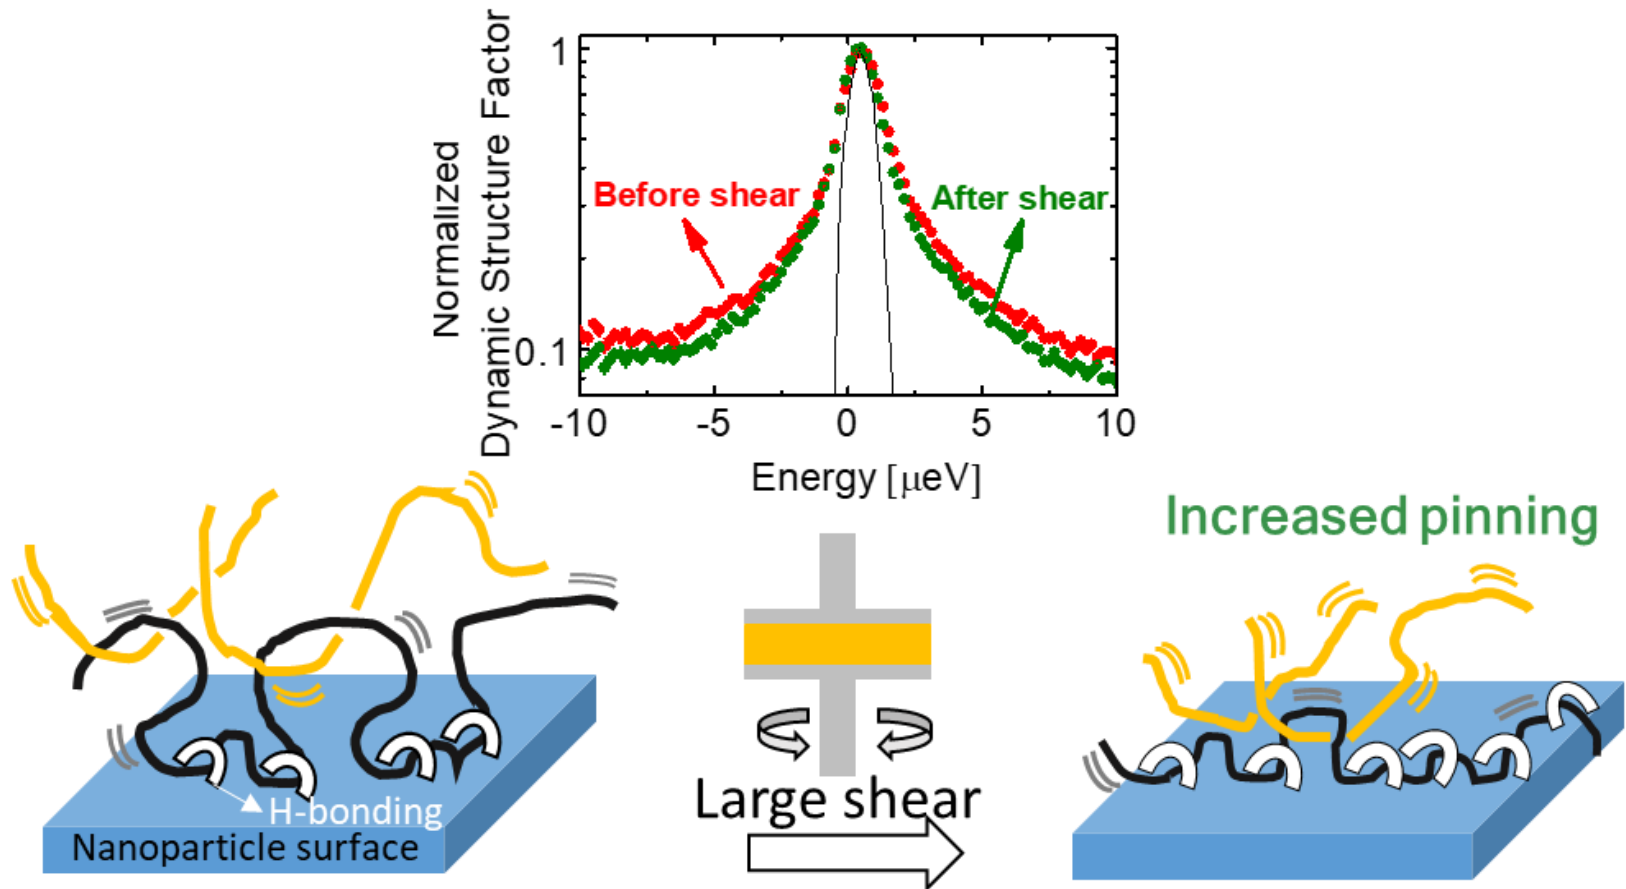 Normalized
Dynamic Structure Factor
1
0.1
Before shear
After shear
-10 -5 0 5 10
Energy [μeV]
Increased pinning
H-bonding
Nanoparticle surface
Large shear